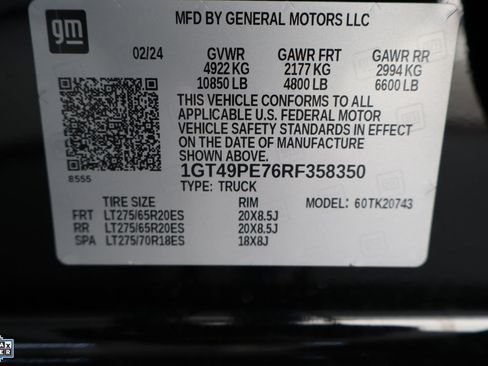 gm
MFD BY GENERAL MOTORS LLC
02/24 GVWR GAWR FRT GAWR RR
4922 KG 2177 KG 2994 KG
10850 LB 4800 LB 6600 LB
THIS VEHICLE CONFORMS TO ALL
APPLICABLE U.S. FEDERAL MOTOR
VEHICLE SAFETY STANDARDS IN EFFECT
ON THE DATE OF MANUFACTURE
SHOWN ABOVE.
8555
1GT49PE76RF358350
TYPE: TRUCK
TIRE SIZE RIM MODEL: 60TK20743
FRT LT275/65R20ES 20X8.5J
RR LT275/65R20ES 20X8.5J
SPA LT275/70R18ES 18X8J